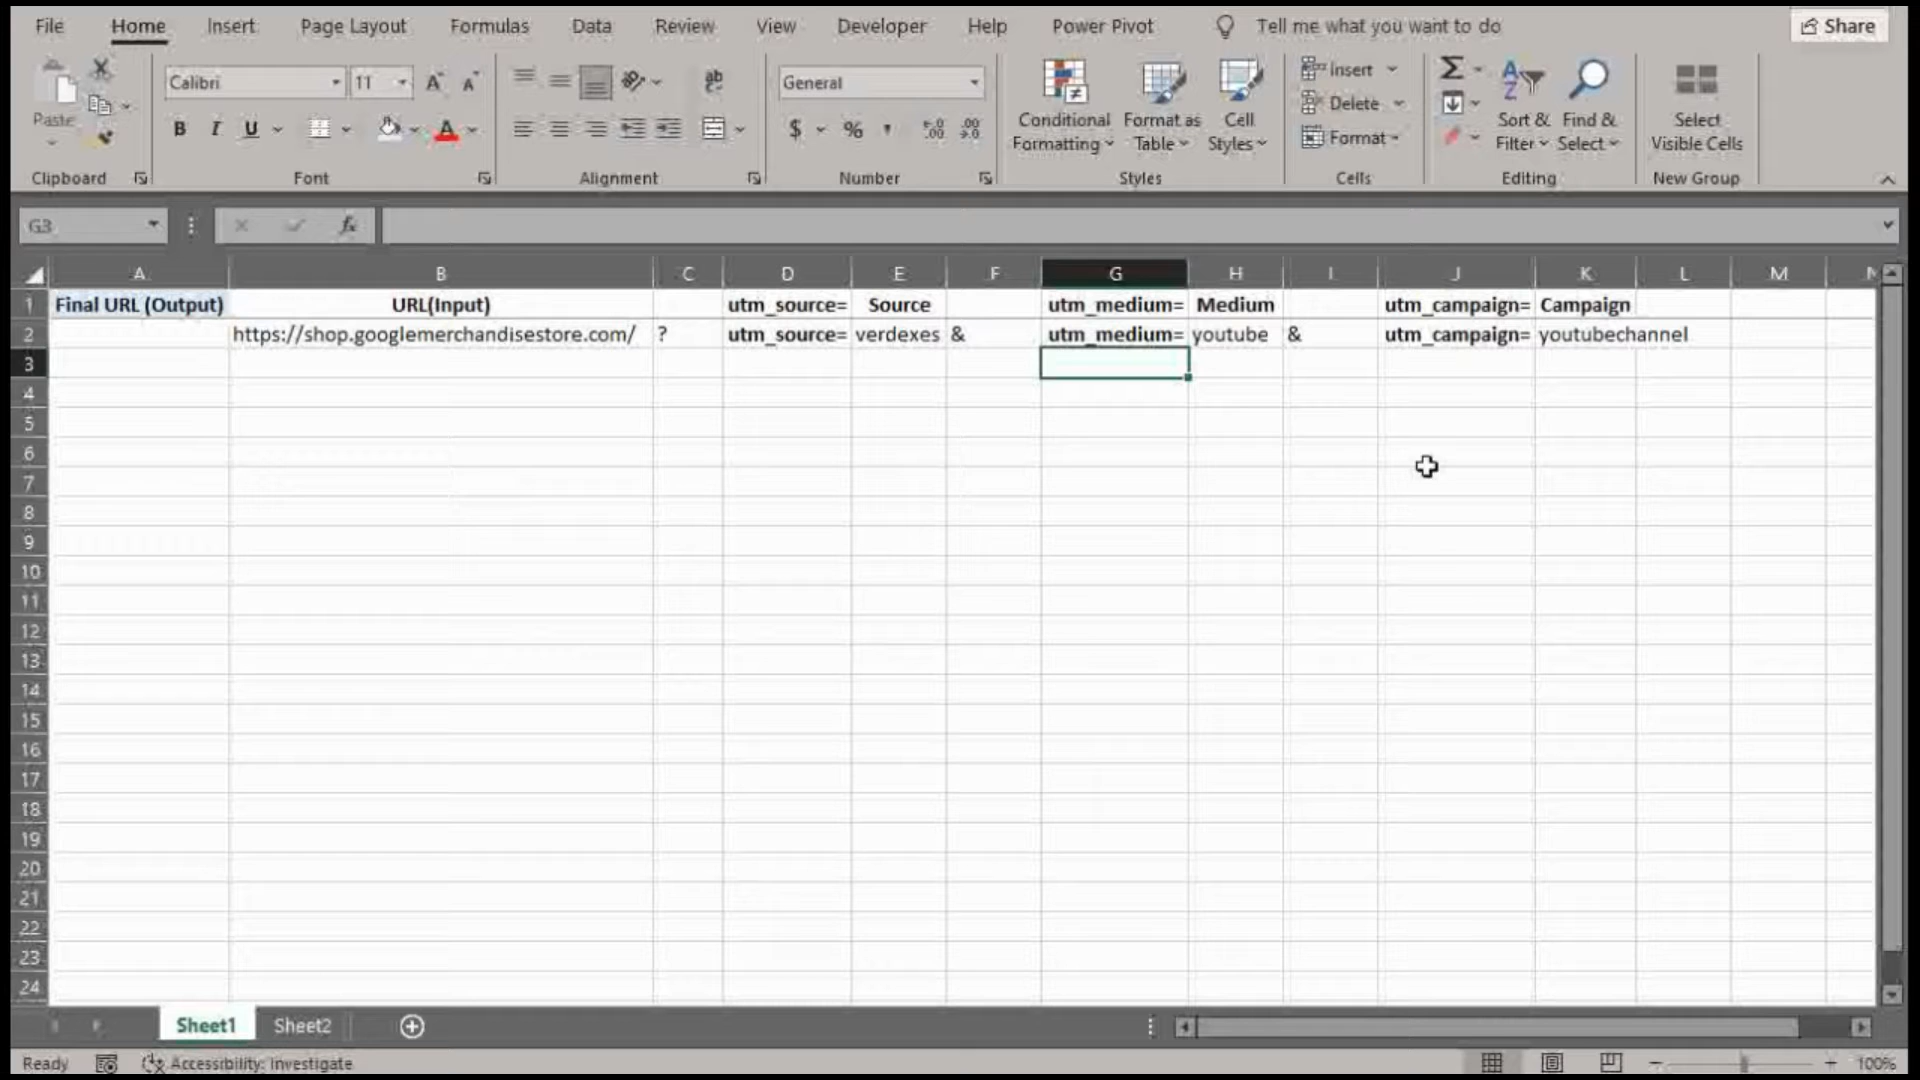 File Home Insert Page Layout Formulas Data Review View Developer Help Power Pivot Tell me what you want to do Share
Calibri 11 General Insert
Paste Delete
B I U $ % Conditional Formatting Format as Table Cell Styles Format Sort & Filter Find & Select Select Visible Cells
Clipboard Font Alignment Number Styles Cells Editing New Group
G3 fx
A B C D E F G H I J K L M
1 Final URL (Output) URL(Input) utm_source= Source utm_medium= Medium utm_campaign= Campaign
2 https://shop.googlemerchandisestore.com/ ? utm_source= verdexes & utm_medium= youtube & utm_campaign= youtubechannel
3
4
5
6
7
8
9
10
11
12
13
14
15
16
17
18
19
20
21
22
23
24
Sheet1 Sheet2
Ready Accessibility: Investigate 100%